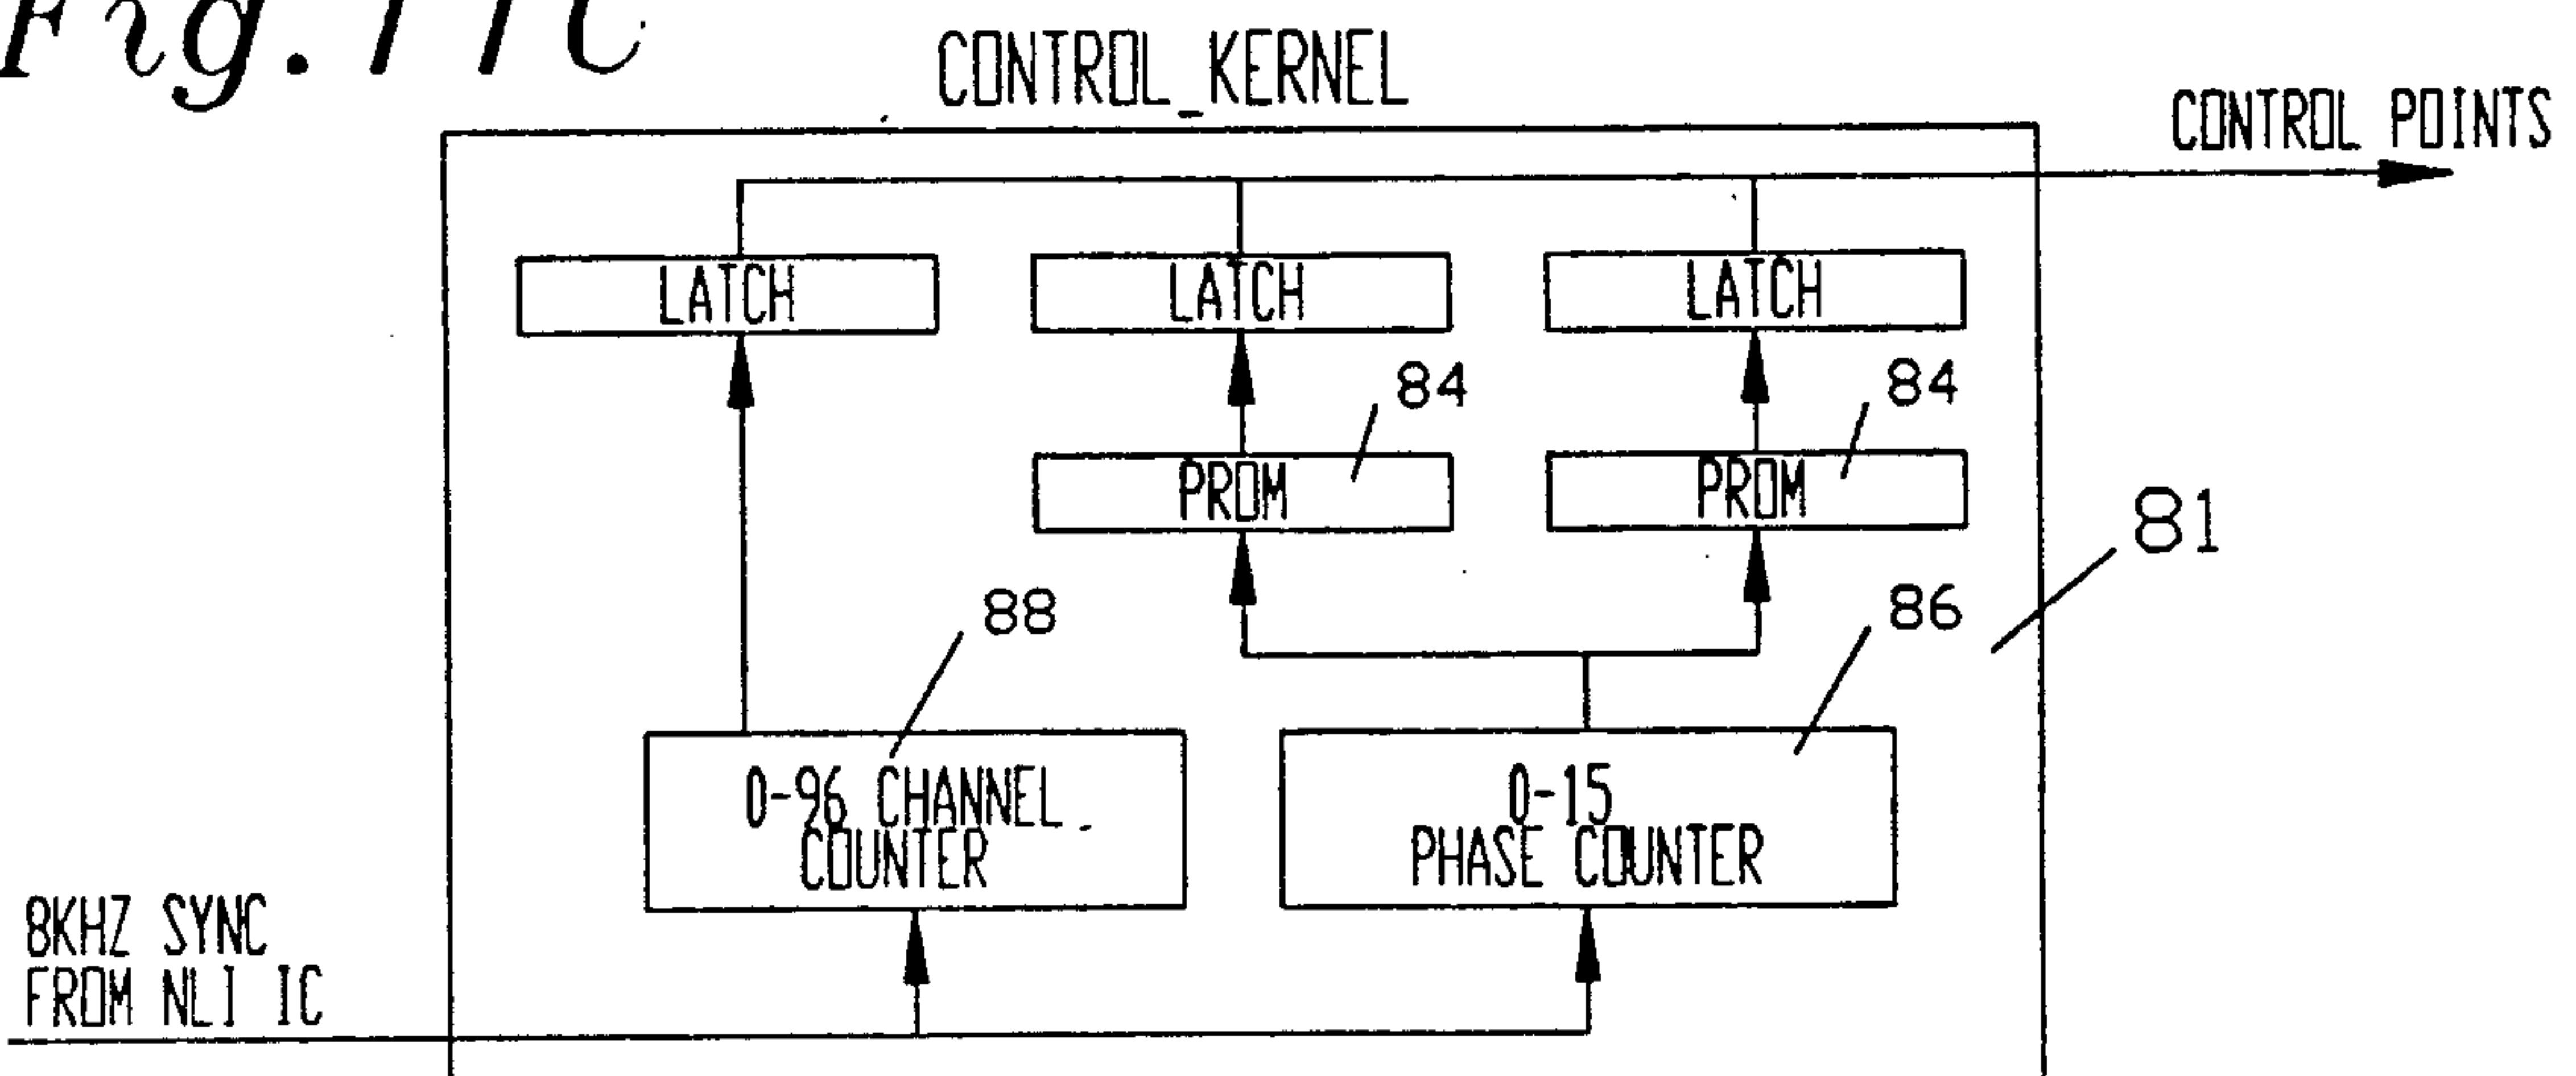 Fig. 11C
CONTROL_KERNEL
CONTROL POINTS
LATCH
LATCH
LATCH
84
84
PROM
PROM
81
88
86
0-96 CHANNEL
COUNTER
0-15
PHASE COUNTER
8KHZ SYNC
FROM NLI IC